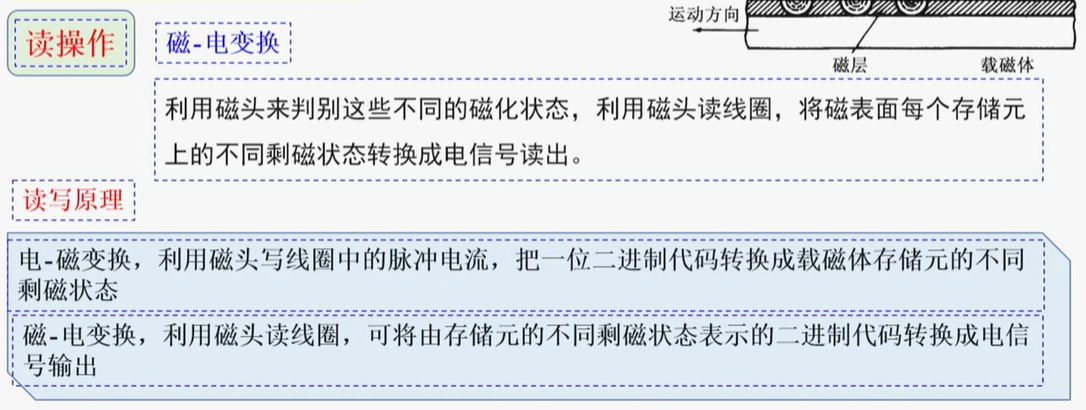 运动方向
磁层
载磁体
读操作
磁-电变换
利用磁头来判别这些不同的磁化状态，利用磁头读线圈，将磁表面每个存储元
上的不同剩磁状态转换成电信号读出。
读写原理
电-磁变换，利用磁头写线圈中的脉冲电流，把一位二进制代码转换成载磁体存储元的不同
剩磁状态
磁-电变换，利用磁头读线圈，可将由存储元的不同剩磁状态表示的二进制代码转换成电信
号输出